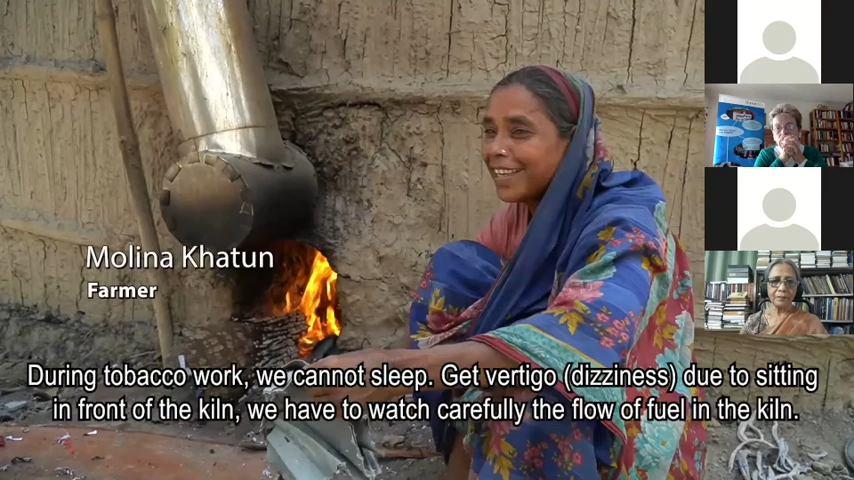 Molina Khatun
Farmer
During tobacco work, we cannot sleep. Get vertigo (dizziness) due to sitting
in front of the kiln, we have to watch carefully the flow of fuel in the kiln.